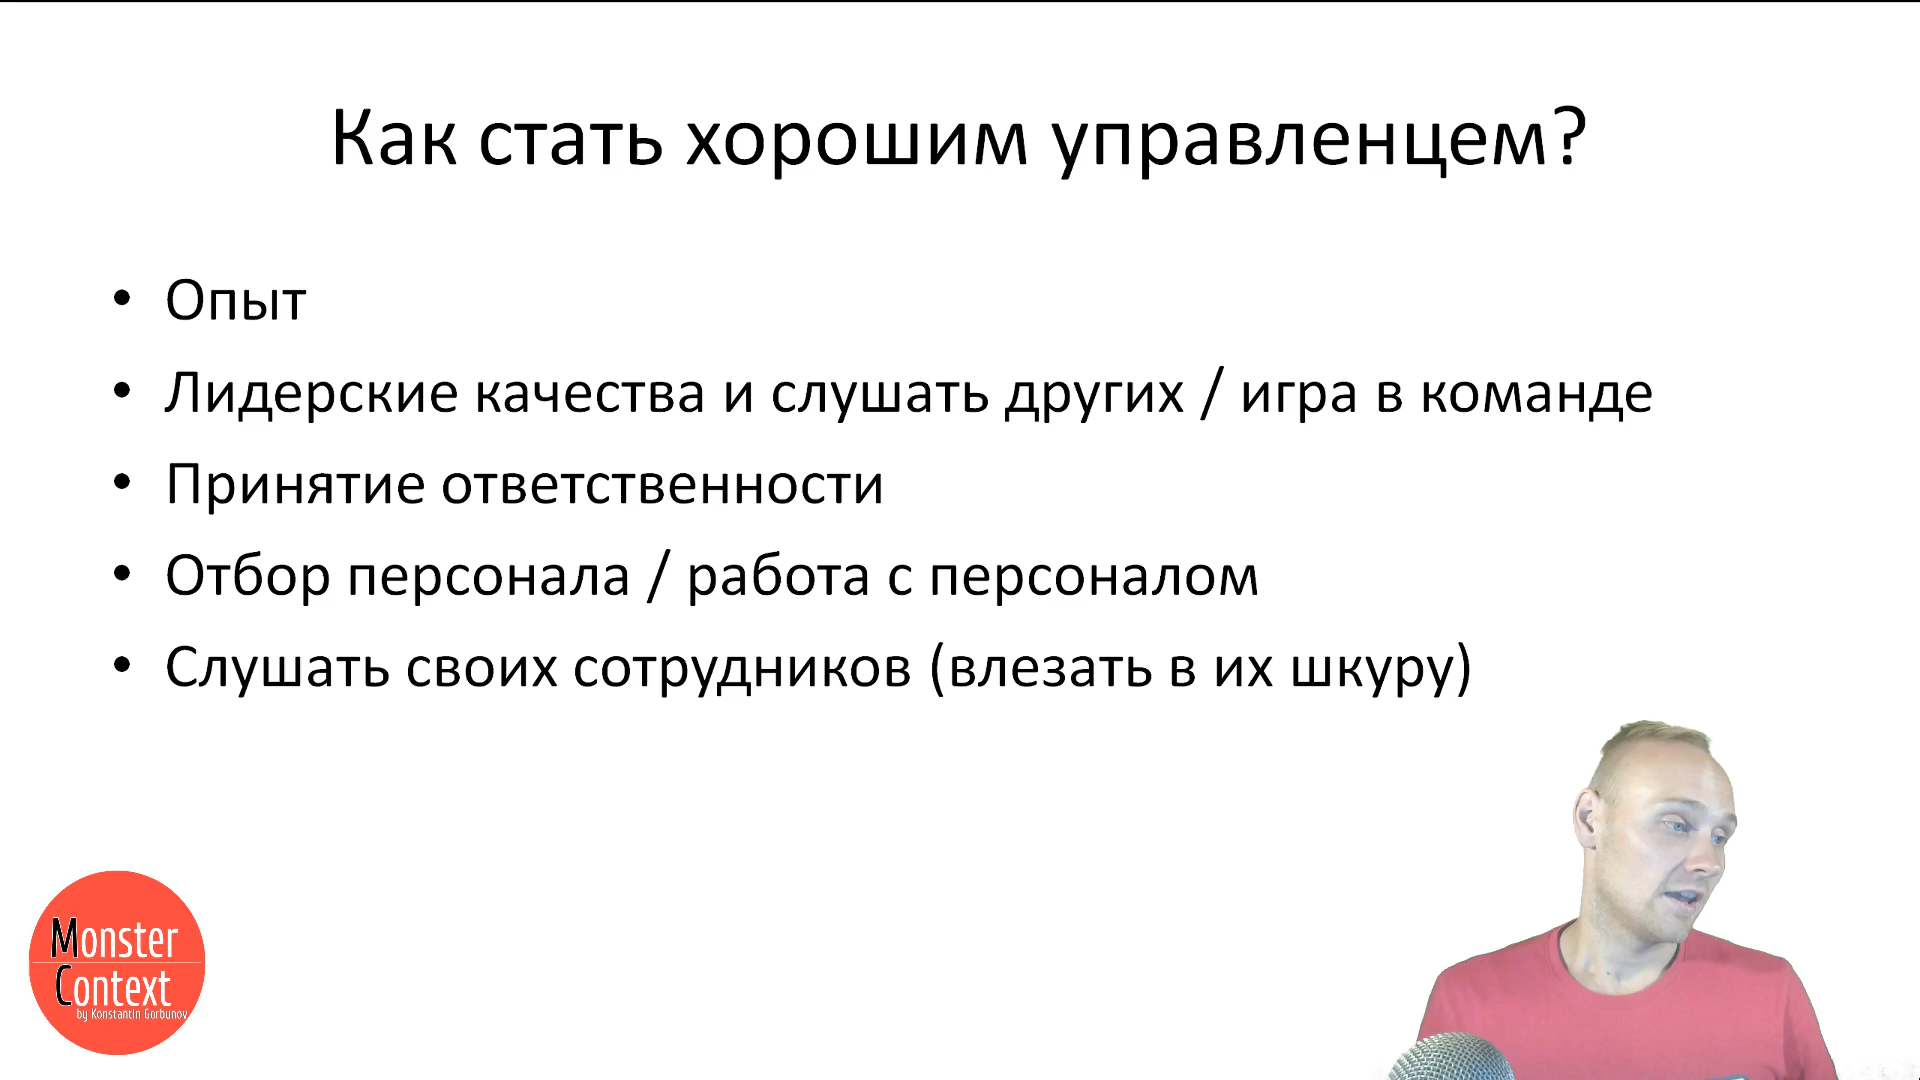 Как стать хорошим управленцем?
• Опыт
• Лидерские качества и слушать других / игра в команде
• Принятие ответственности
• Отбор персонала / работа с персоналом
• Слушать своих сотрудников (влезать в их шкуру)
Monster
Context
by Konstantin Gorbunov